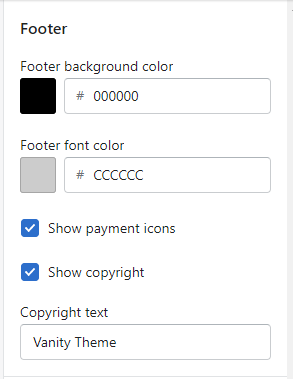 Footer
Footer background color
# 000000
Footer font color
# CCCCCC
Show payment icons
Show copyright
Copyright text
Vanity Theme